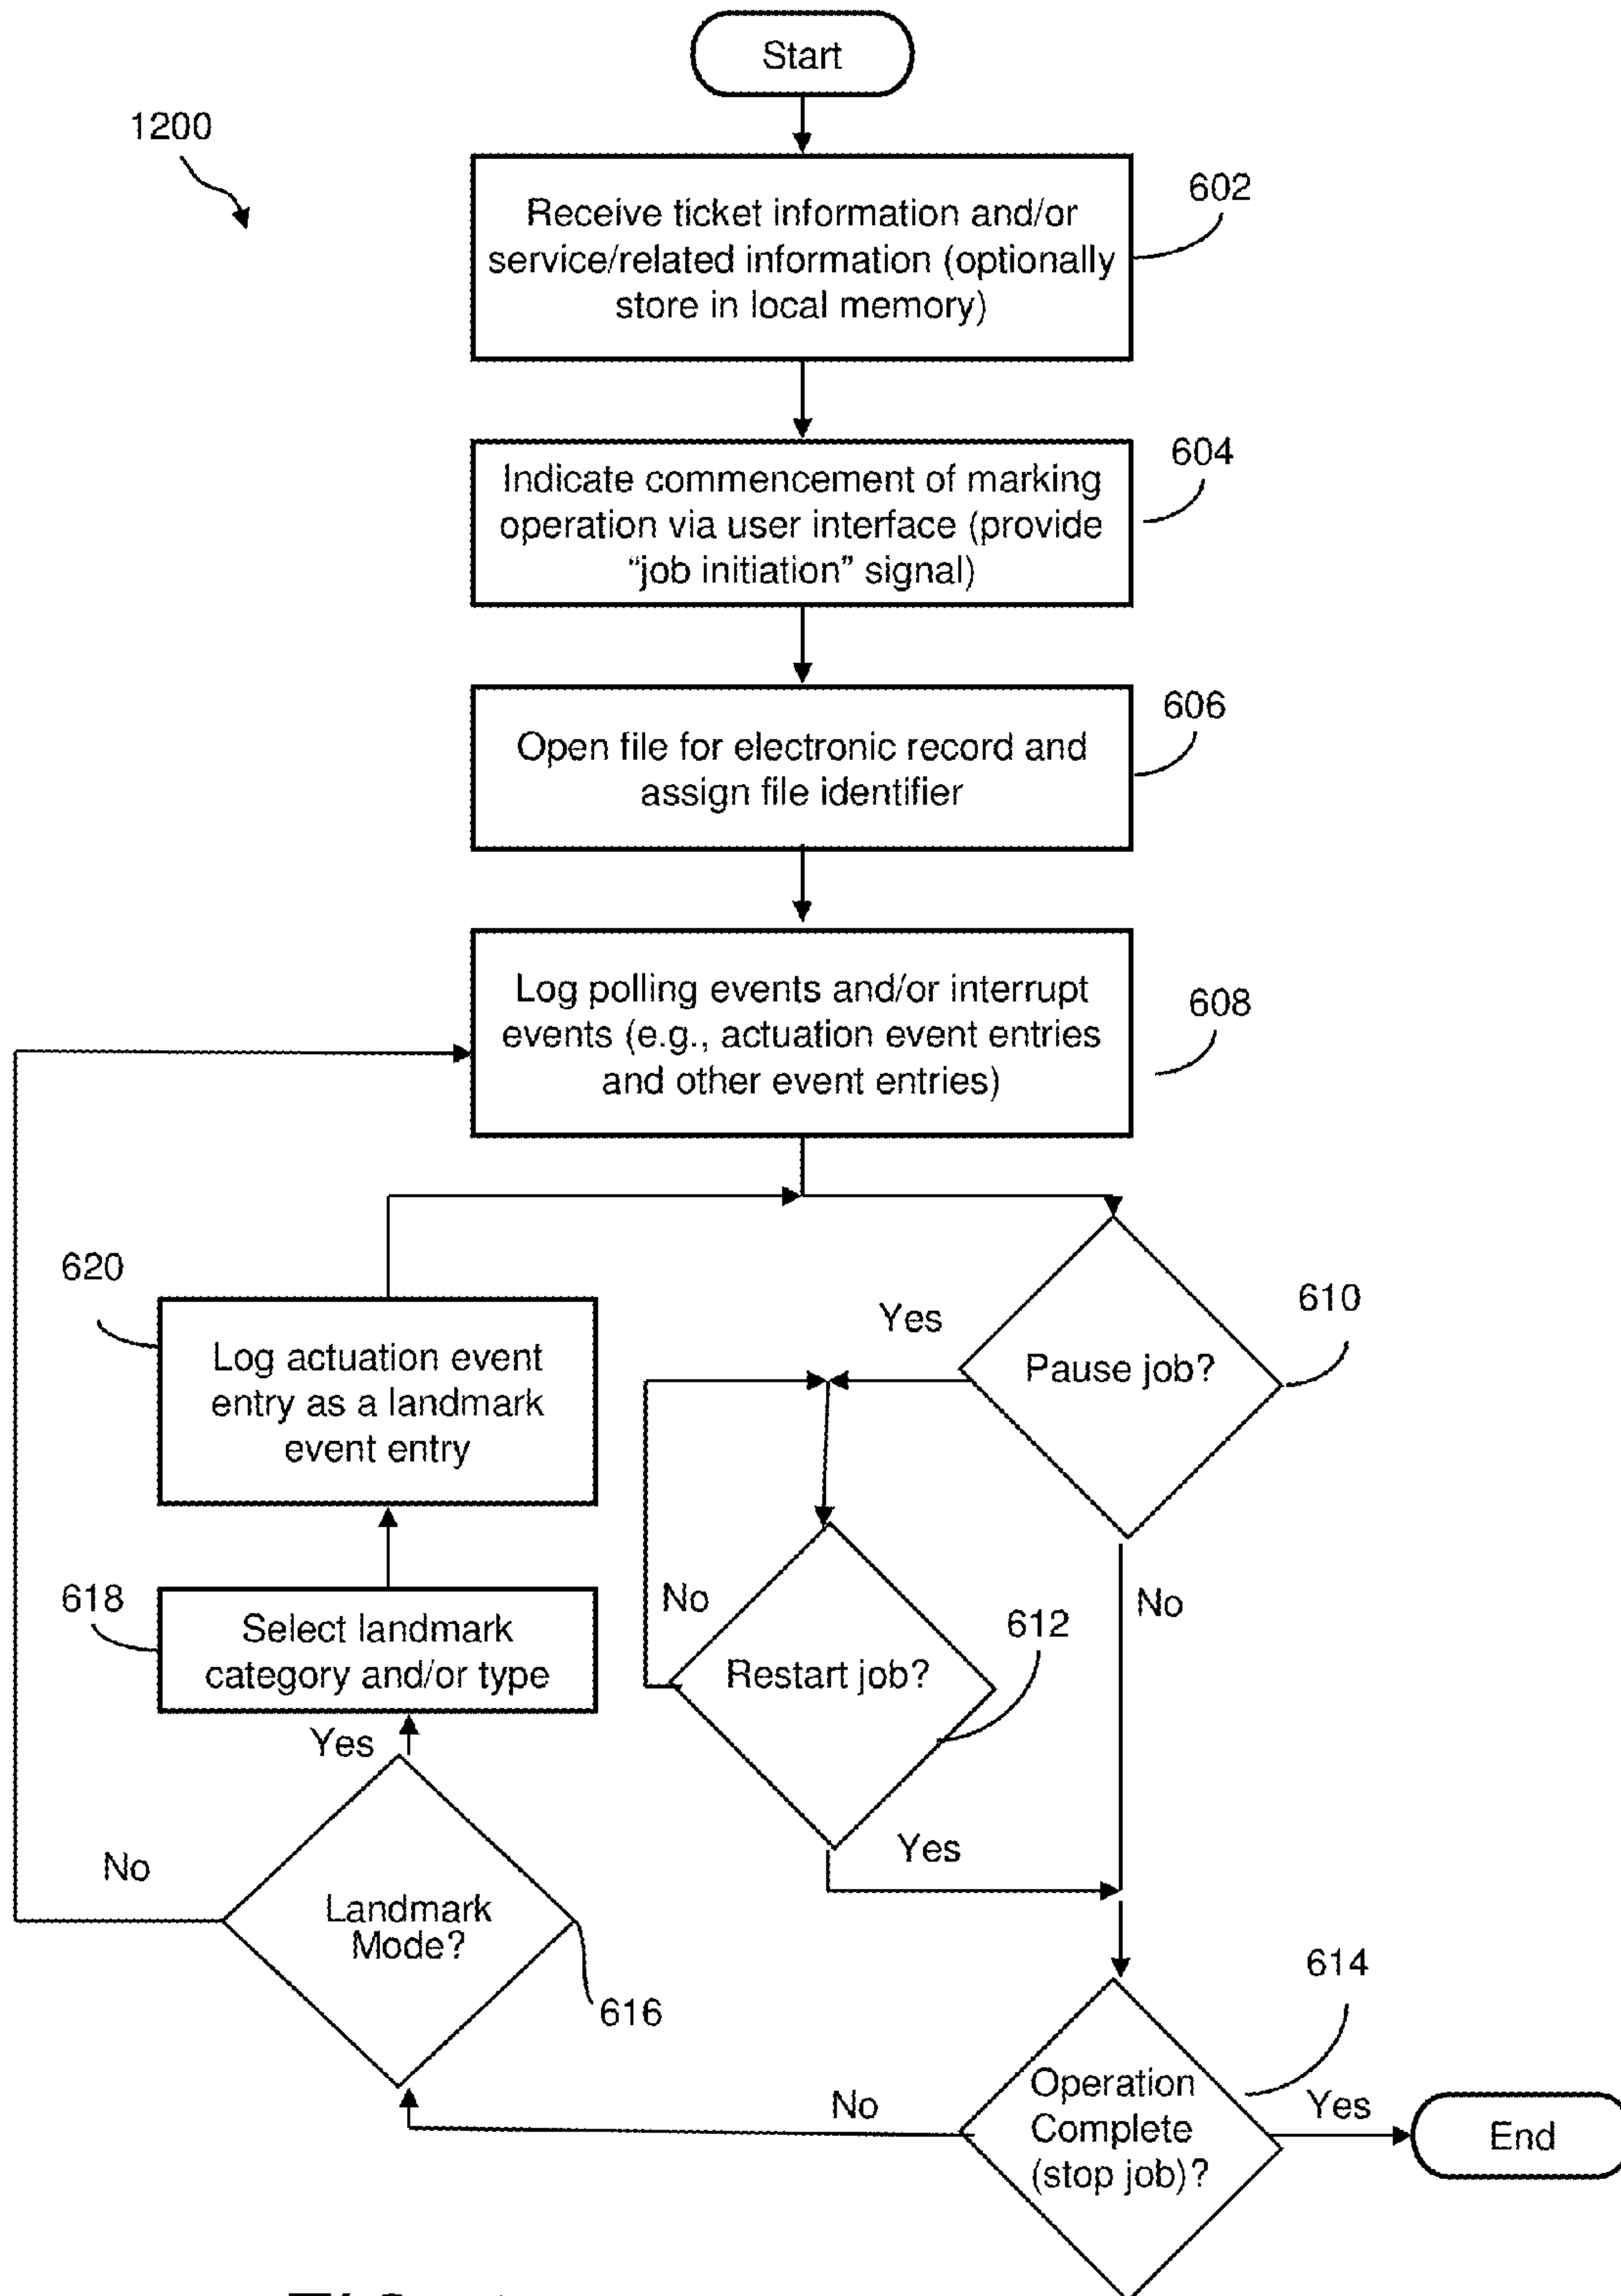 Start
1200
602
Receive ticket information and/or
service/related information (optionally
store in local memory)
604
Indicate commencement of marking
operation via user interface (provide
“job initiation” signal)
606
Open file for electronic record and
assign file identifier
608
Log polling events and/or interrupt
events (e.g., actuation event entries
and other event entries)
620
Log actuation event
entry as a landmark
event entry
Yes
610
Pause job?
618
Select landmark
category and/or type
No
612
Restart job?
No
Yes
Yes
No
Landmark
Mode?
616
614
No
Operation
Complete
(stop job)?
Yes
End